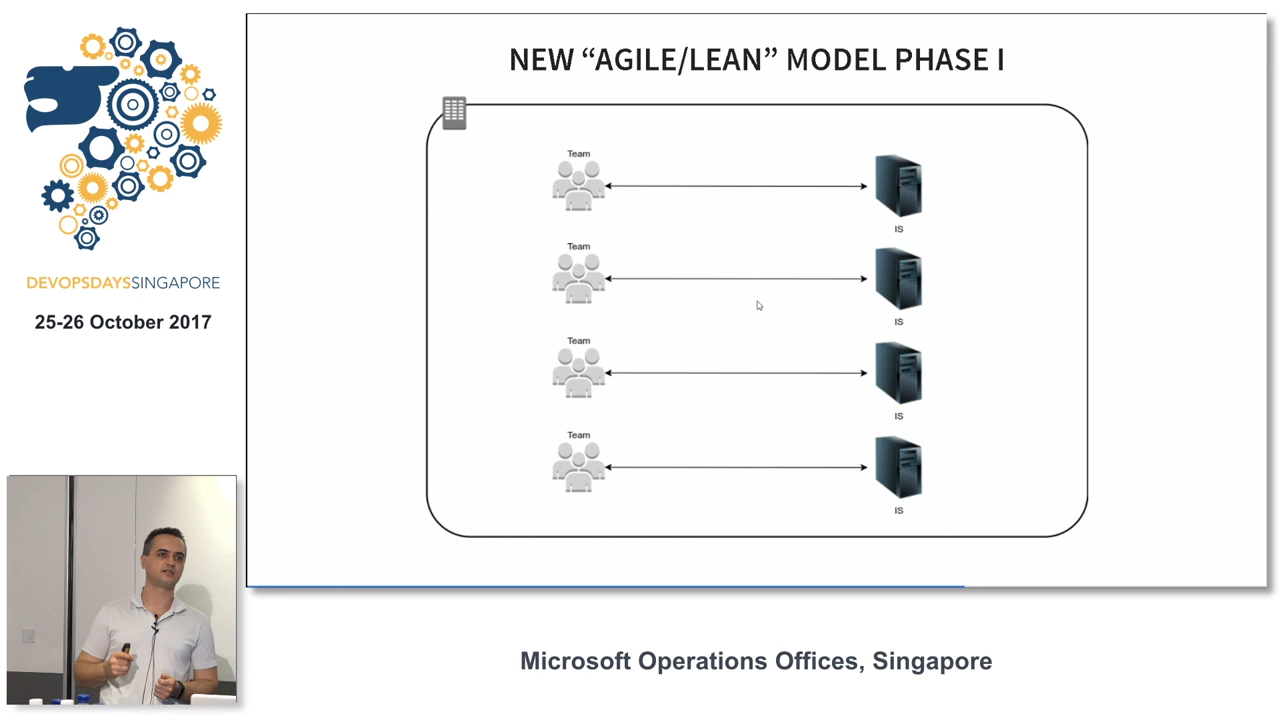 DEVOPSDAYSSINGAPORE
25-26 October 2017
NEW “AGILE/LEAN” MODEL PHASE I
Team
IS
Team
IS
Team
IS
Team
IS
Microsoft Operations Offices, Singapore